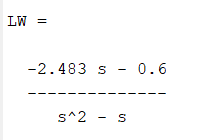 LW =
-2.483 s - 0.6
--------------
s^2 - s